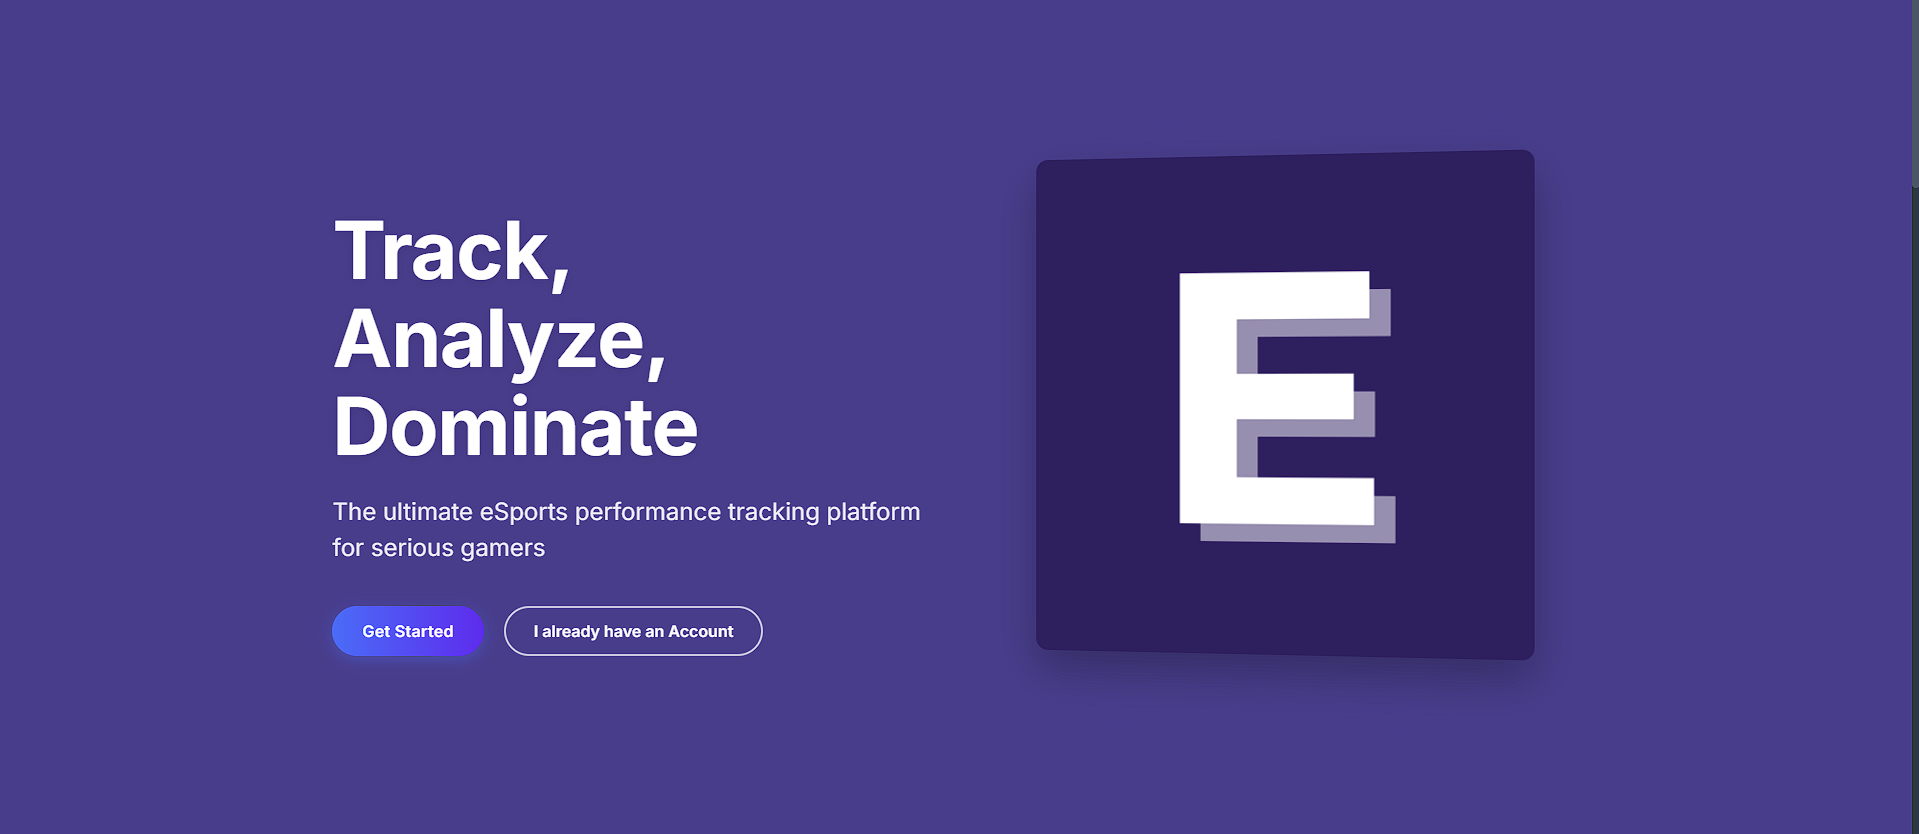 Track,
Analyze,
Dominate
The ultimate eSports performance tracking platform
for serious gamers
Get Started
I already have an Account
E